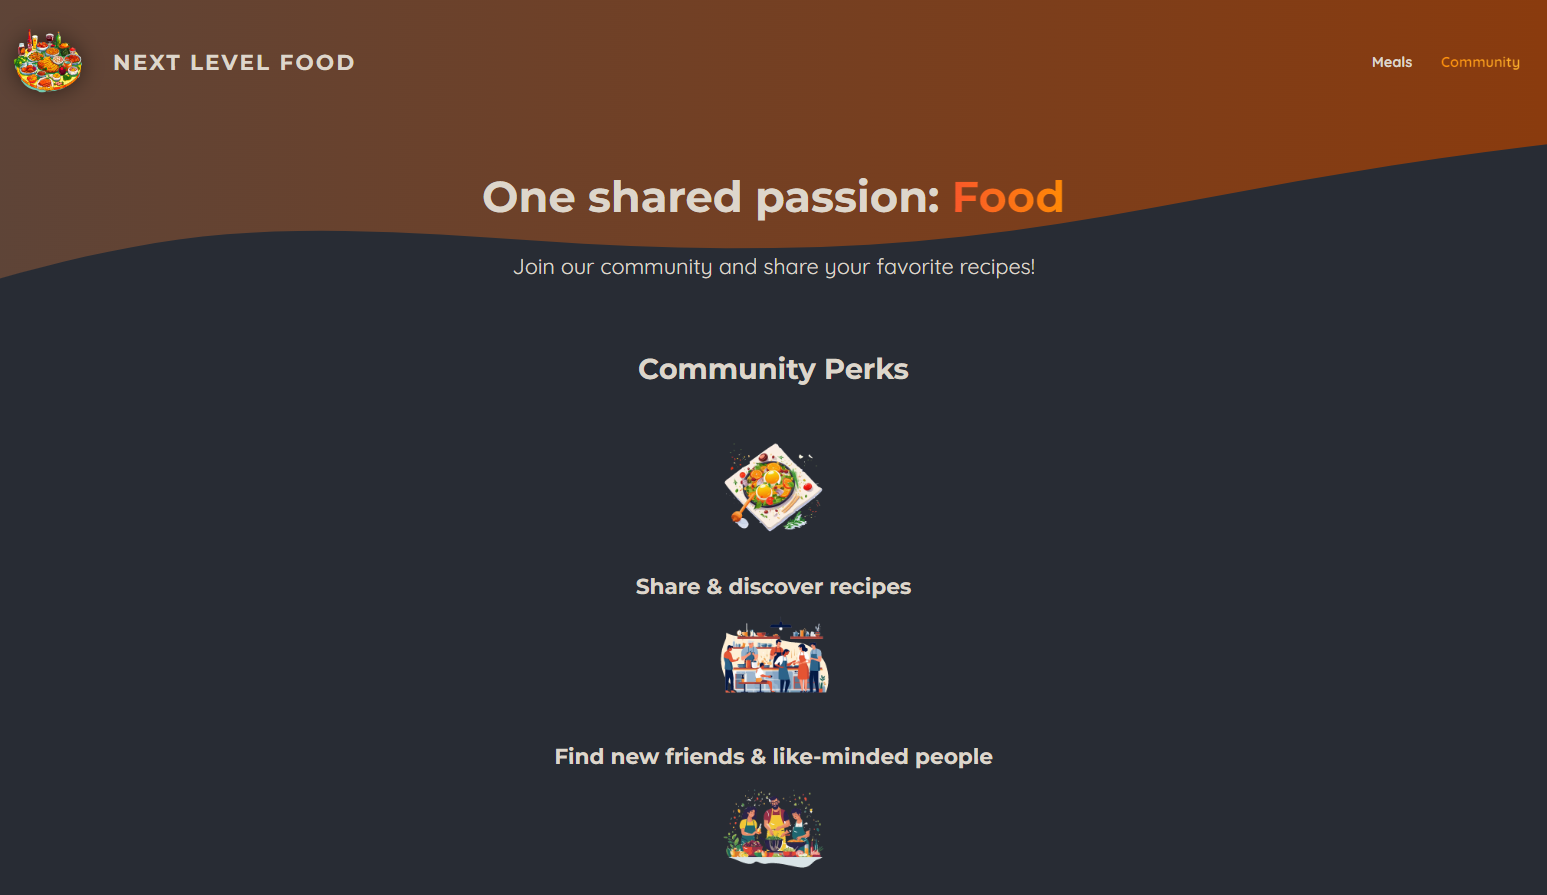 NEXT LEVEL FOOD
Meals
Community
One shared passion: Food
Join our community and share your favorite recipes!
Community Perks
Share & discover recipes
Find new friends & like-minded people